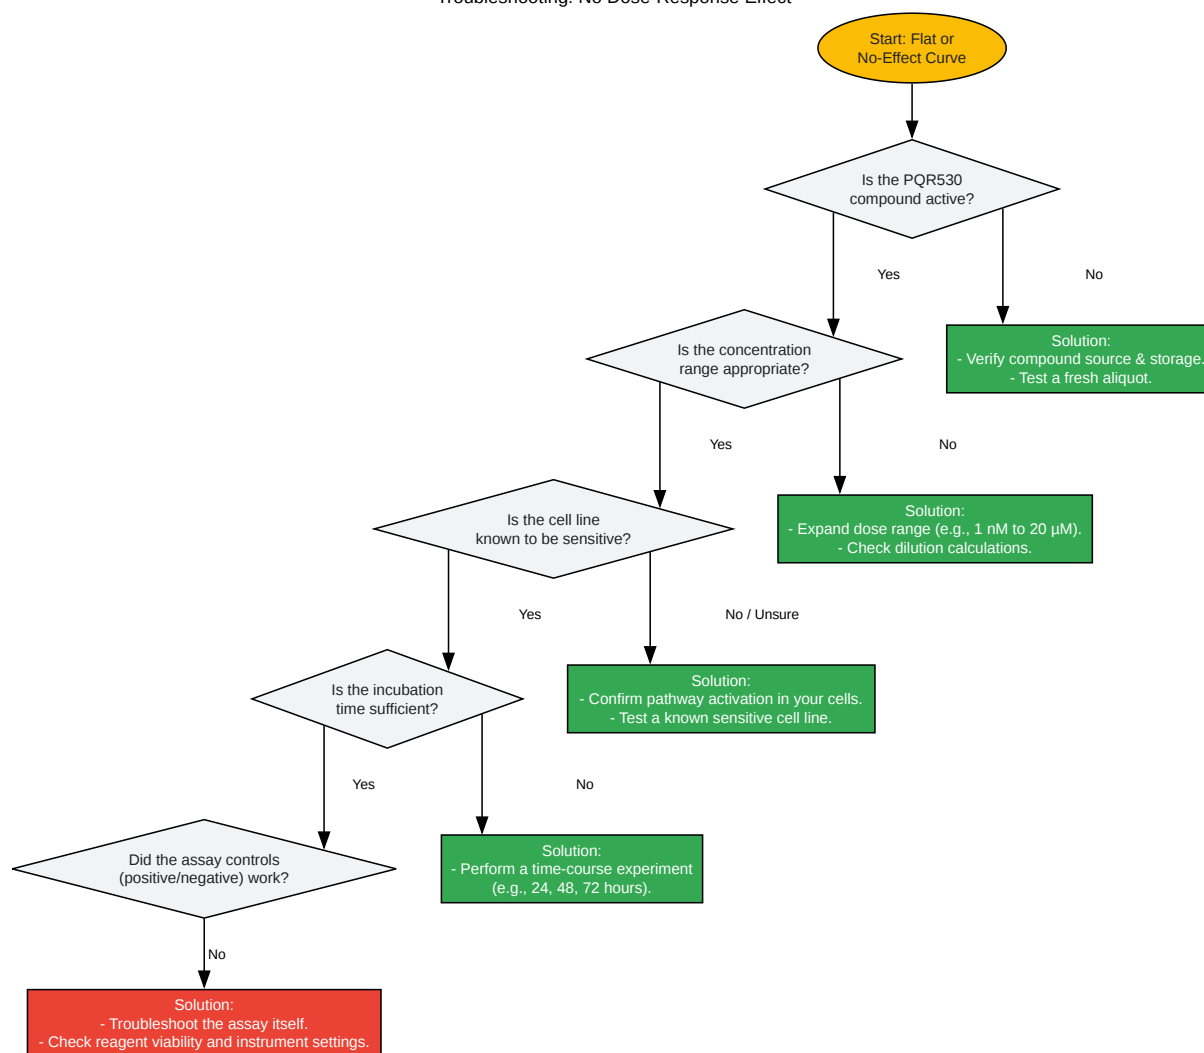 Troubleshooting: No Dose-Response Effect
Start: Flat or
No-Effect Curve
Is the PQR530
compound active?
Yes
No
Is the concentration
range appropriate?
Solution:
- Verify compound source & storage.
- Test a fresh aliquot.
Yes
No
Is the cell line
known to be sensitive?
Solution:
- Expand dose range (e.g., 1 nM to 20 µM).
- Check dilution calculations.
Yes
No / Unsure
Is the incubation
time sufficient?
Solution:
- Confirm pathway activation in your cells.
- Test a known sensitive cell line.
Yes
No
Did the assay controls
(positive/negative) work?
Solution:
- Perform a time-course experiment
(e.g., 24, 48, 72 hours).
No
Solution:
- Troubleshoot the assay itself.
- Check reagent viability and instrument settings.